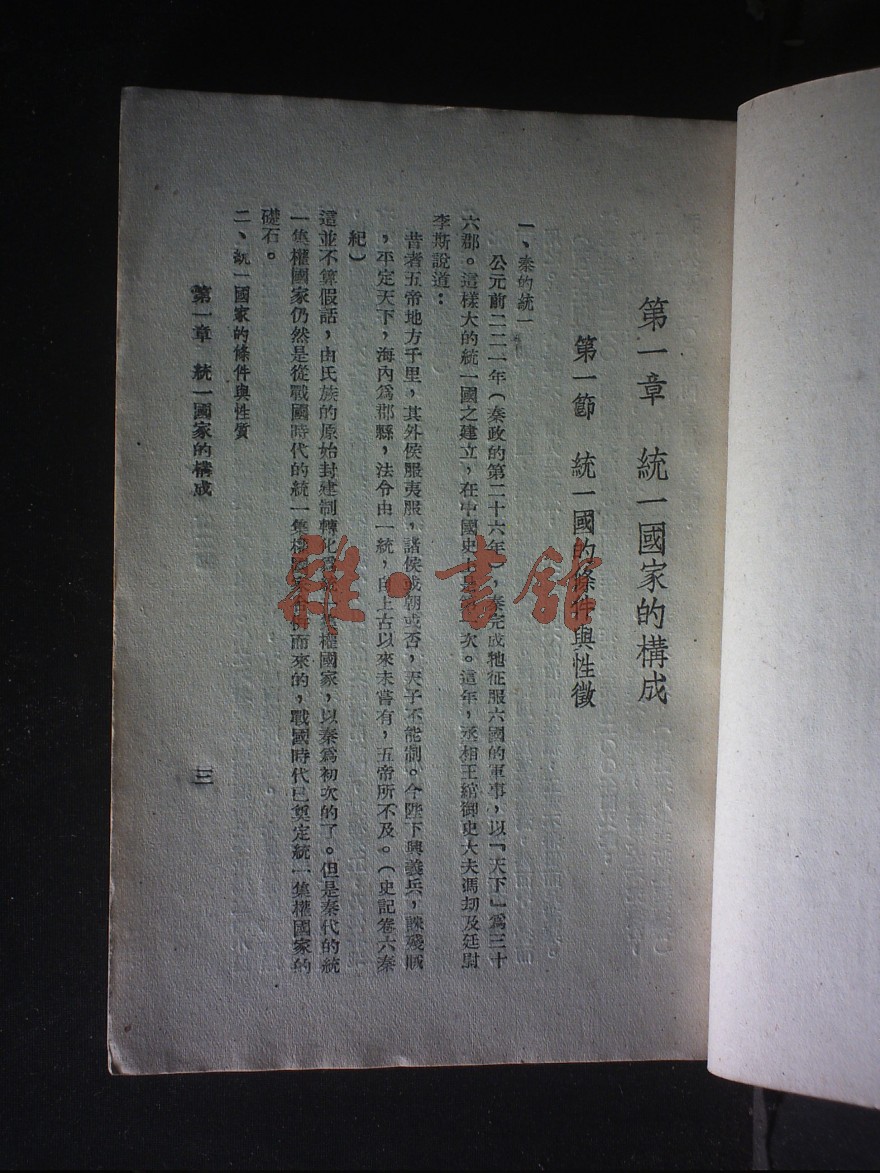 第一章 統一國家的構成
第一節 統一國的條件與性徵
一、秦的統一
公元前二二一年（秦政的第二十六年），秦完成牠征服六國的軍事，以「天下」爲三十
六郡。這樣大的統一國之建立，在中國史上是第一次。這年，丞相王綰御史大夫馮刧及廷尉
李斯說道：
昔者五帝地方千里，其外侯服夷服，諸侯或朝或否，天子不能制。今陛下興義兵，誅殘賊
，平定天下，海內爲郡縣，法令由一統，自上古以來未嘗有，五帝所不及。（史記卷六秦
紀）
這並不算假話，由氏族的原始封建制轉化爲統一集權國家，以秦爲初次的了。但是秦代的統
一集權國家仍然是從戰國時代的統一集權國家合併而來的，戰國時代已奠定統一集權國家的
礎石。
二、統一國家的條件與性質
第一章 統一國家的構成
三
雜·書館